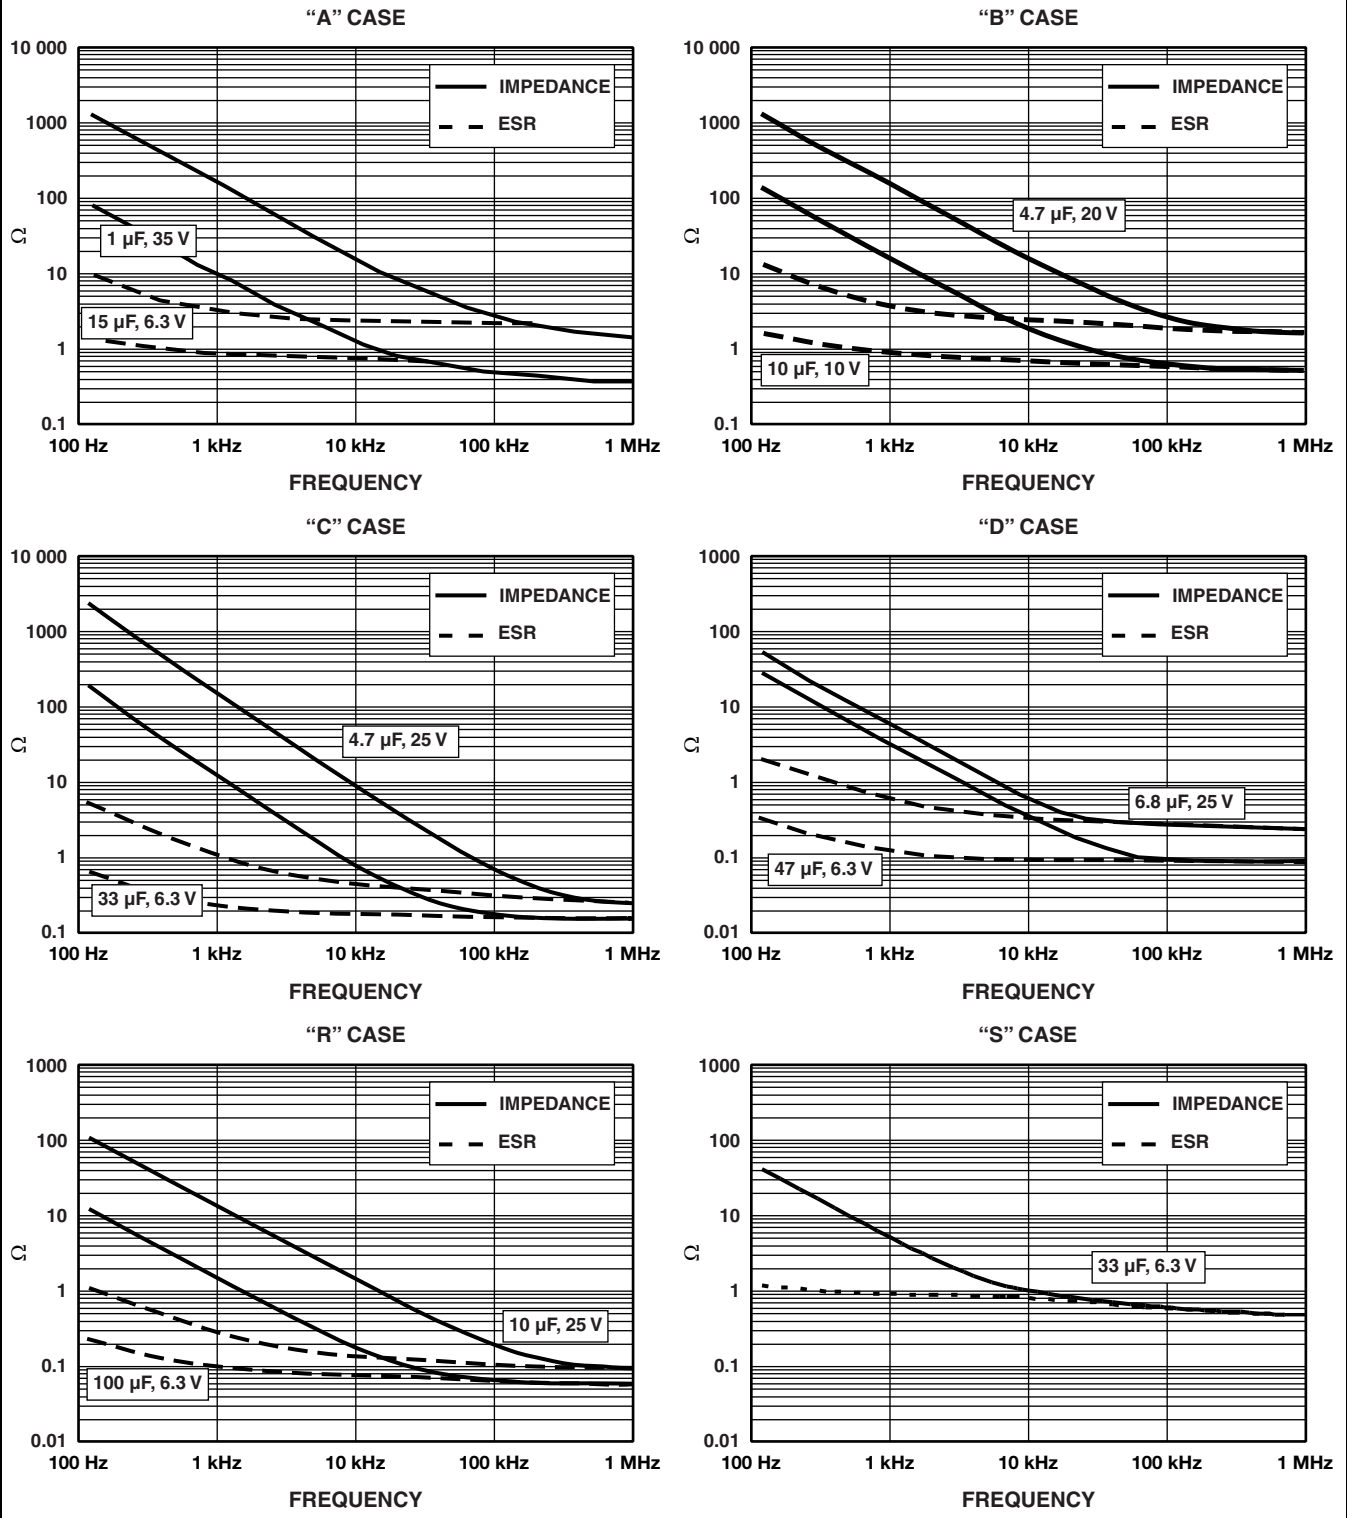 “A” CASE
10 000
1000
100
10
1
0.1
Ω
IMPEDANCE
ESR
1 µF, 35 V
15 µF, 6.3 V
100 Hz 1 kHz 10 kHz 100 kHz 1 MHz
FREQUENCY
“B” CASE
10 000
1000
100
10
1
0.1
Ω
IMPEDANCE
ESR
4.7 µF, 20 V
10 µF, 10 V
100 Hz 1 kHz 10 kHz 100 kHz 1 MHz
FREQUENCY
“C” CASE
10 000
1000
100
10
1
0.1
Ω
IMPEDANCE
ESR
4.7 µF, 25 V
33 µF, 6.3 V
100 Hz 1 kHz 10 kHz 100 kHz 1 MHz
FREQUENCY
“D” CASE
1000
100
10
1
0.1
0.01
Ω
IMPEDANCE
ESR
6.8 µF, 25 V
47 µF, 6.3 V
100 Hz 1 kHz 10 kHz 100 kHz 1 MHz
FREQUENCY
“R” CASE
1000
100
10
1
0.1
0.01
Ω
IMPEDANCE
ESR
10 µF, 25 V
100 µF, 6.3 V
100 Hz 1 kHz 10 kHz 100 kHz 1 MHz
FREQUENCY
“S” CASE
1000
100
10
1
0.1
0.01
Ω
IMPEDANCE
ESR
33 µF, 6.3 V
100 Hz 1 kHz 10 kHz 100 kHz 1 MHz
FREQUENCY